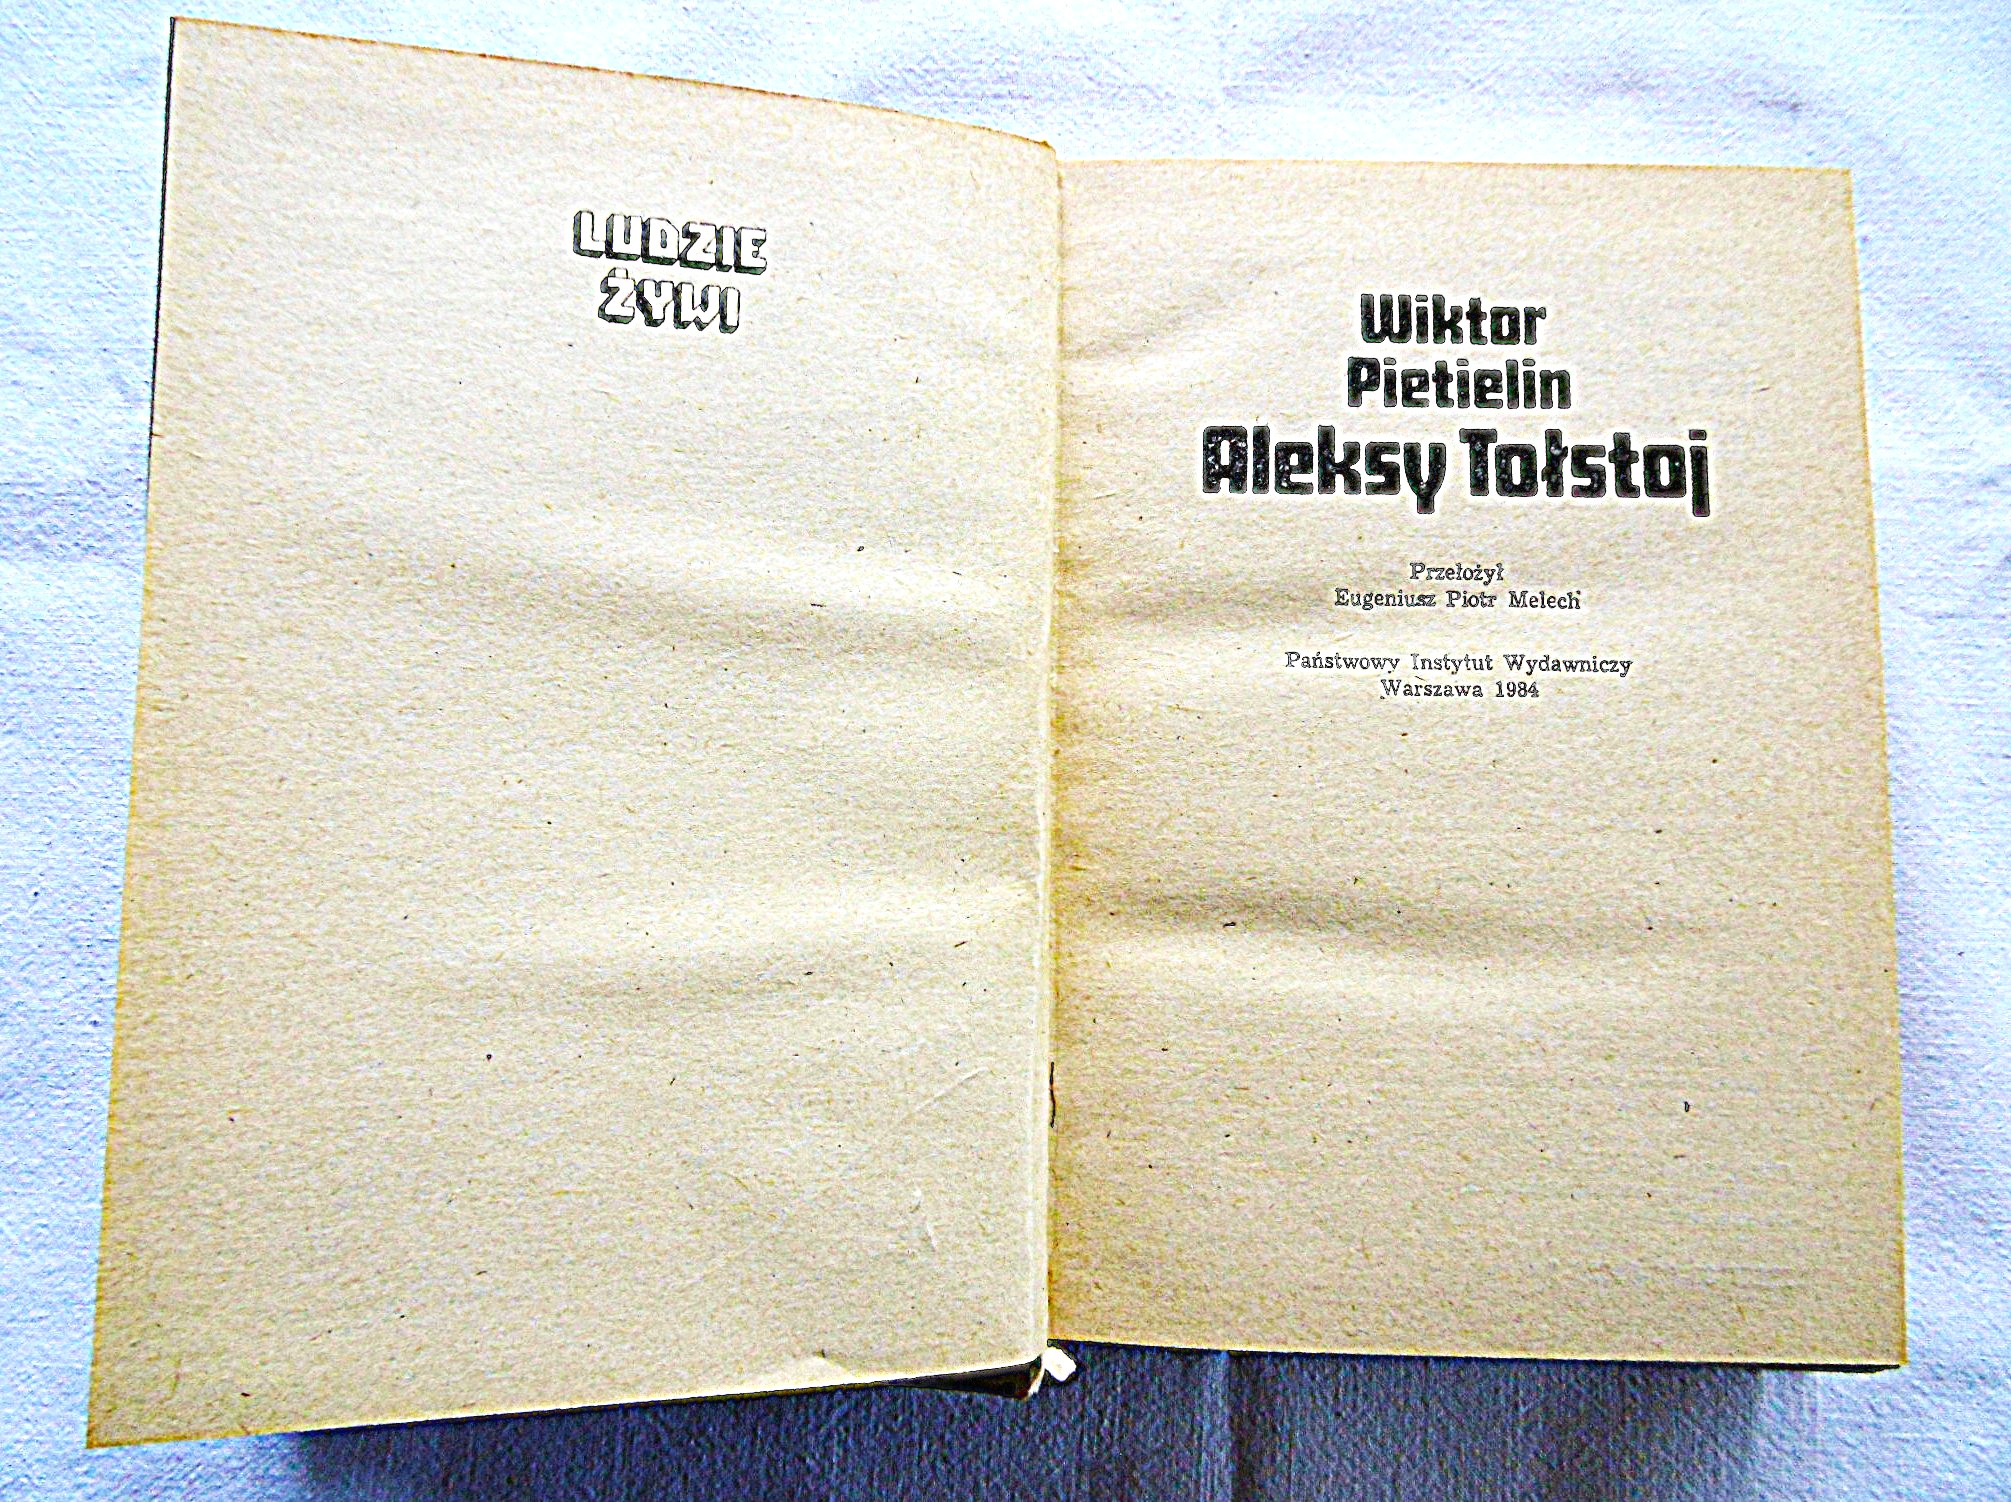 LUDZIE
ŻYWI
Wiktor
Pietielin
Aleksy Tołstoj
Przełożył
Eugeniusz Piotr Melech
Państwowy Instytut Wydawniczy
Warszawa 1984